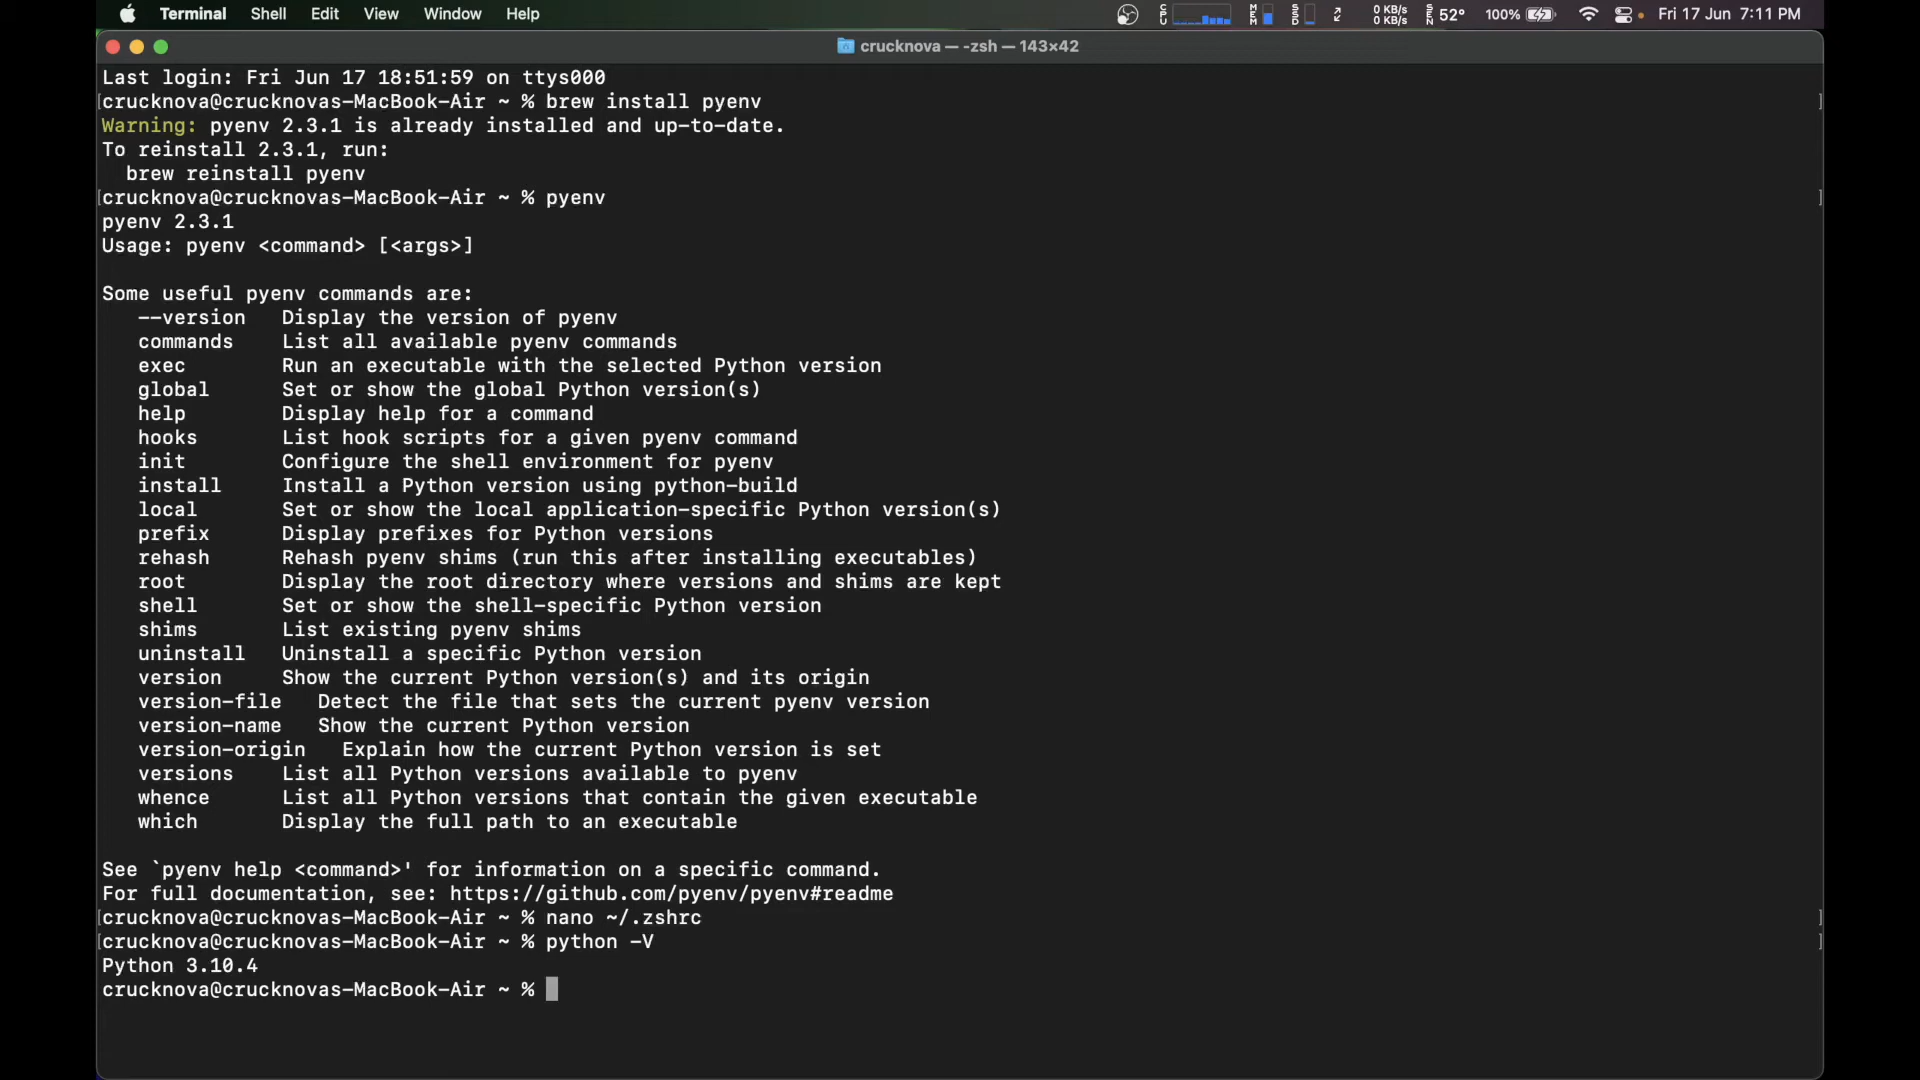 Terminal Shell Edit View Window Help CPU MEM SSD 0 KB/s 0 KB/s SEN 52° 100% Fri 17 Jun 7:11 PM
crucknova — -zsh — 143×42
Last login: Fri Jun 17 18:51:59 on ttys000
[crucknova@crucknovas-MacBook-Air ~ % brew install pyenv ]
Warning: pyenv 2.3.1 is already installed and up-to-date.
To reinstall 2.3.1, run:
  brew reinstall pyenv
[crucknova@crucknovas-MacBook-Air ~ % pyenv ]
pyenv 2.3.1
Usage: pyenv <command> [<args>]
Some useful pyenv commands are:
   --version   Display the version of pyenv
   commands    List all available pyenv commands
   exec        Run an executable with the selected Python version
   global      Set or show the global Python version(s)
   help        Display help for a command
   hooks       List hook scripts for a given pyenv command
   init        Configure the shell environment for pyenv
   install     Install a Python version using python-build
   local       Set or show the local application-specific Python version(s)
   prefix      Display prefixes for Python versions
   rehash      Rehash pyenv shims (run this after installing executables)
   root        Display the root directory where versions and shims are kept
   shell       Set or show the shell-specific Python version
   shims       List existing pyenv shims
   uninstall   Uninstall a specific Python version
   version     Show the current Python version(s) and its origin
   version-file   Detect the file that sets the current pyenv version
   version-name   Show the current Python version
   version-origin   Explain how the current Python version is set
   versions    List all Python versions available to pyenv
   whence      List all Python versions that contain the given executable
   which       Display the full path to an executable
See `pyenv help <command>' for information on a specific command.
For full documentation, see: https://github.com/pyenv/pyenv#readme
[crucknova@crucknovas-MacBook-Air ~ % nano ~/.zshrc ]
[crucknova@crucknovas-MacBook-Air ~ % python -V ]
Python 3.10.4
crucknova@crucknovas-MacBook-Air ~ %